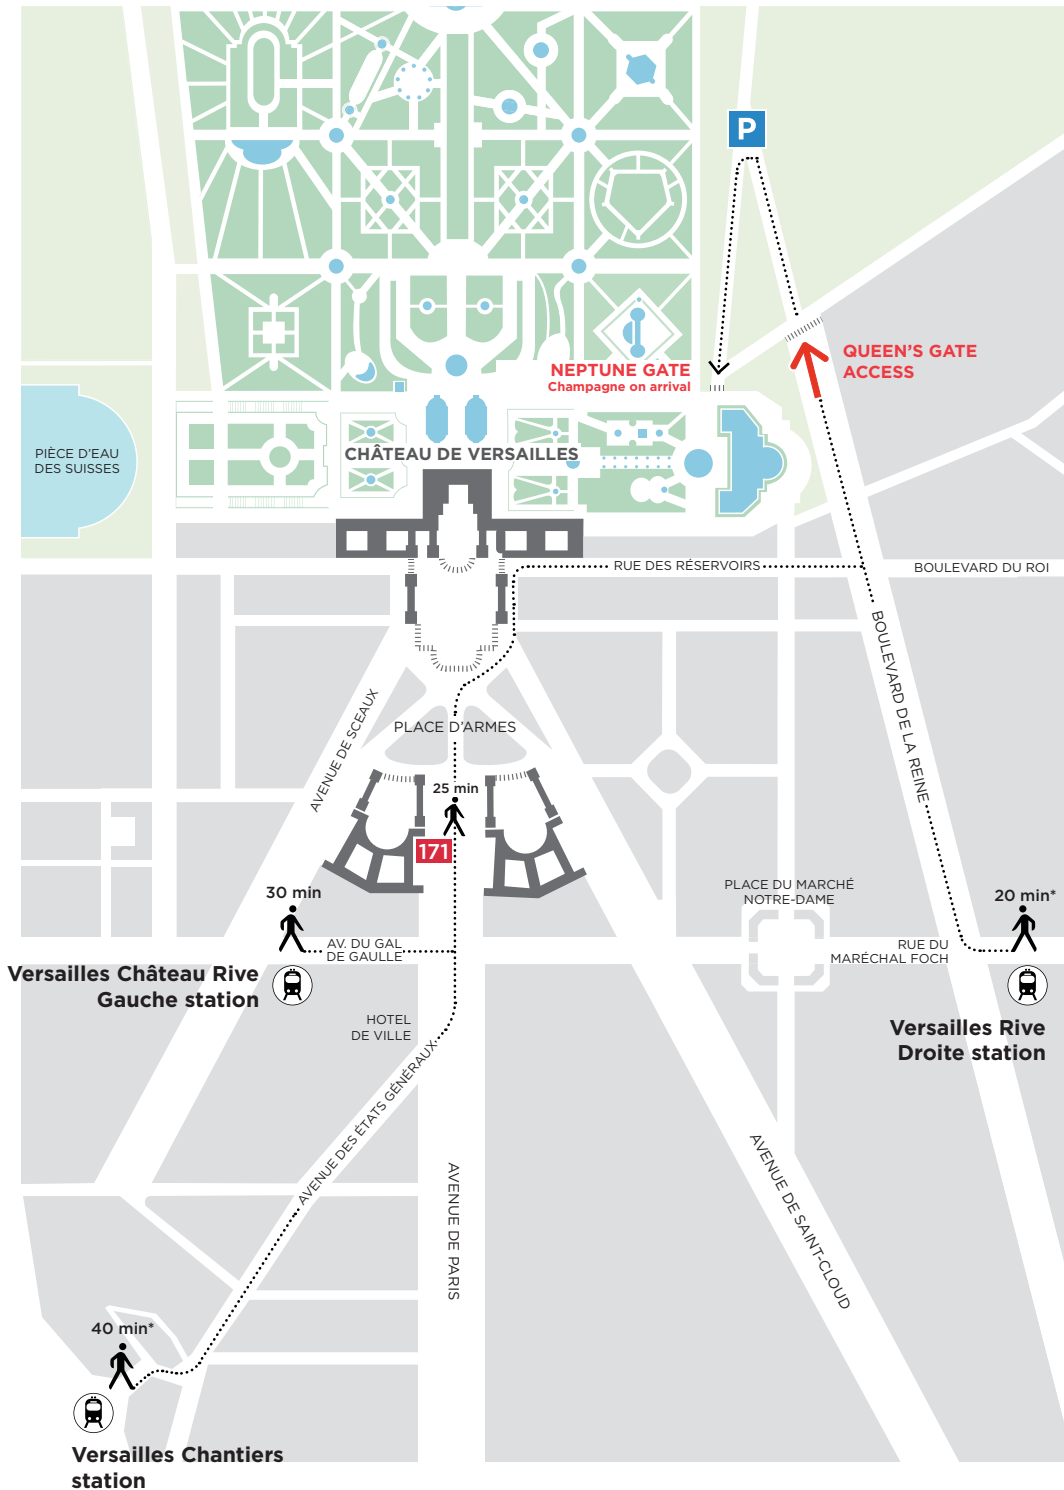 P
QUEEN'S GATE
ACCESS
NEPTUNE GATE
Champagne on arrival
PIÈCE D'EAU
DES SUISSES
CHÂTEAU DE VERSAILLES
RUE DES RÉSERVOIRS
BOULEVARD DU ROI
BOULEVARD DE LA REINE
AVENUE DE SCEAUX
PLACE D'ARMES
25 min
171
30 min
PLACE DU MARCHÉ
NOTRE-DAME
20 min*
AV. DU GAL
DE GAULLE
RUE DU
MARÉCHAL FOCH
Versailles Château Rive
Gauche station
HOTEL
DE VILLE
Versailles Rive
Droite station
AVENUE DES ÉTATS GÉNÉRAUX
AVENUE DE PARIS
AVENUE DE SAINT-CLOUD
40 min*
Versailles Chantiers
station